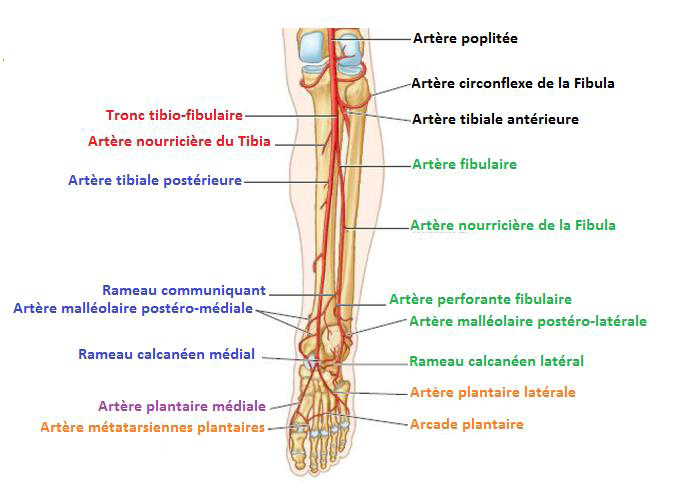 Artère poplitée
Artère circonflexe de la Fibula
Tronc tibio-fibulaire
Artère tibiale antérieure
Artère nourricière du Tibia
Artère fibulaire
Artère tibiale postérieure
Artère nourricière de la Fibula
Rameau communiquant
Artère perforante fibulaire
Artère malléolaire postéro-médiale
Artère malléolaire postéro-latérale
Rameau calcanéen médial
Rameau calcanéen latéral
Artère plantaire latérale
Artère plantaire médiale
Artère métatarsiennes plantaires
Arcade plantaire